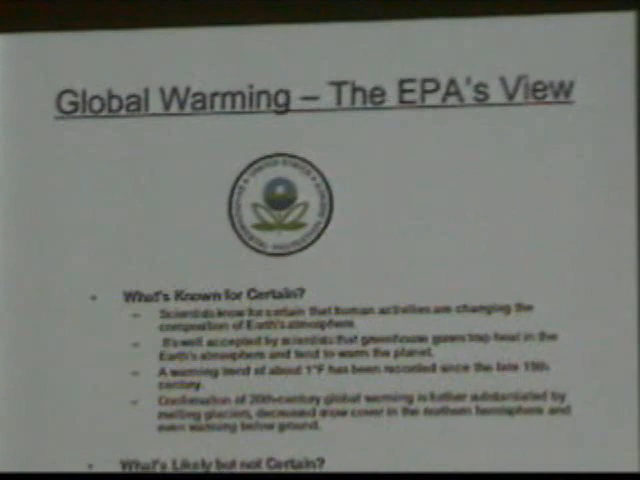 Global Warming – The EPA's View
• What's Known for Certain?
– Scientists know for certain that human activities are changing the
composition of Earth's atmosphere.
– It's well accepted by scientists that greenhouse gases trap heat in the
Earth's atmosphere and tend to warm the planet.
– A warming trend of about 1°F has been recorded since the late 19th
century.
– Confirmation of 20th-century global warming is further substantiated by
melting glaciers, decreased snow cover in the northern hemisphere and
even warming below ground.
• What's Likely but not Certain?